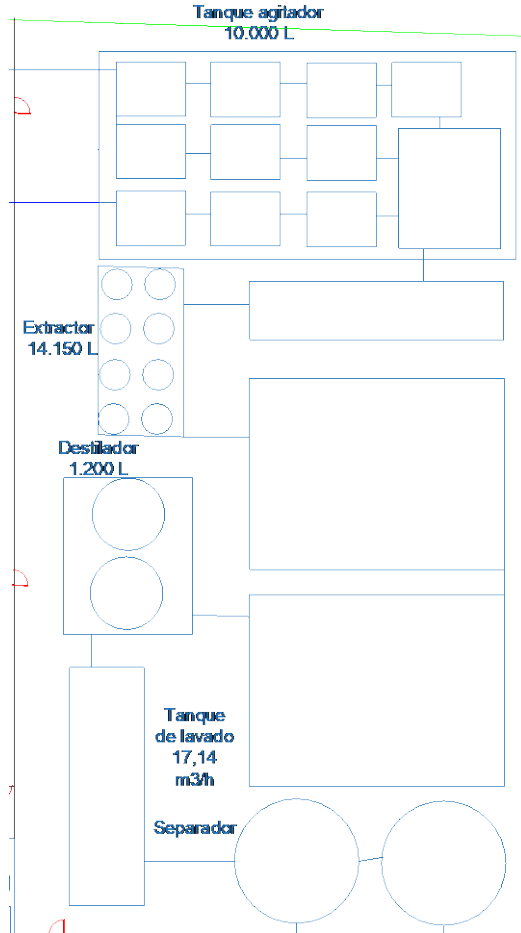 Tanque agitador
10.000 L
Extractor
14.150 L
Destilador
1.200 L
Tanque
de lavado
17,14
m3/h
Separador